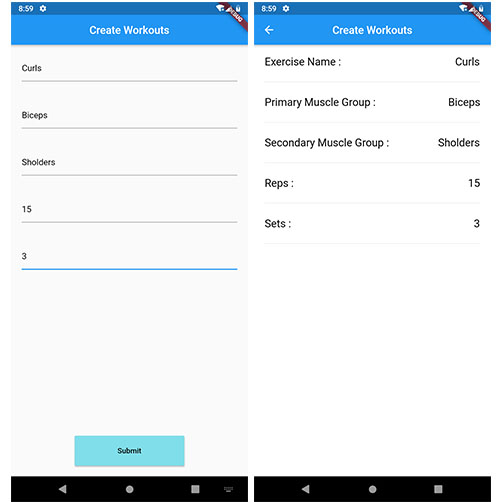 8:59
Create Workouts
Curls
Biceps
Sholders
15
3
Submit
8:59
Create Workouts
Exercise Name : Curls
Primary Muscle Group : Biceps
Secondary Muscle Group : Sholders
Reps : 15
Sets : 3